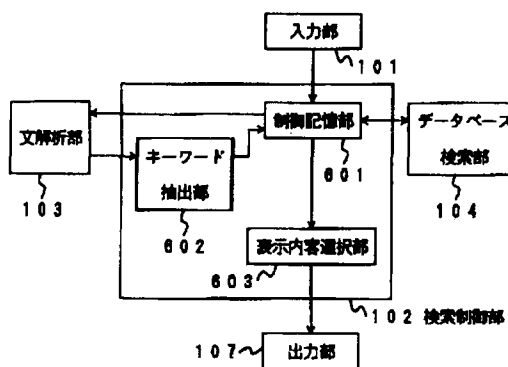 入力部
101
文解析部
103
キーワード
抽出部
602
制御記憶部
601
データベース
検索部
104
表示内容選択部
603
102 検索制御部
107
出力部